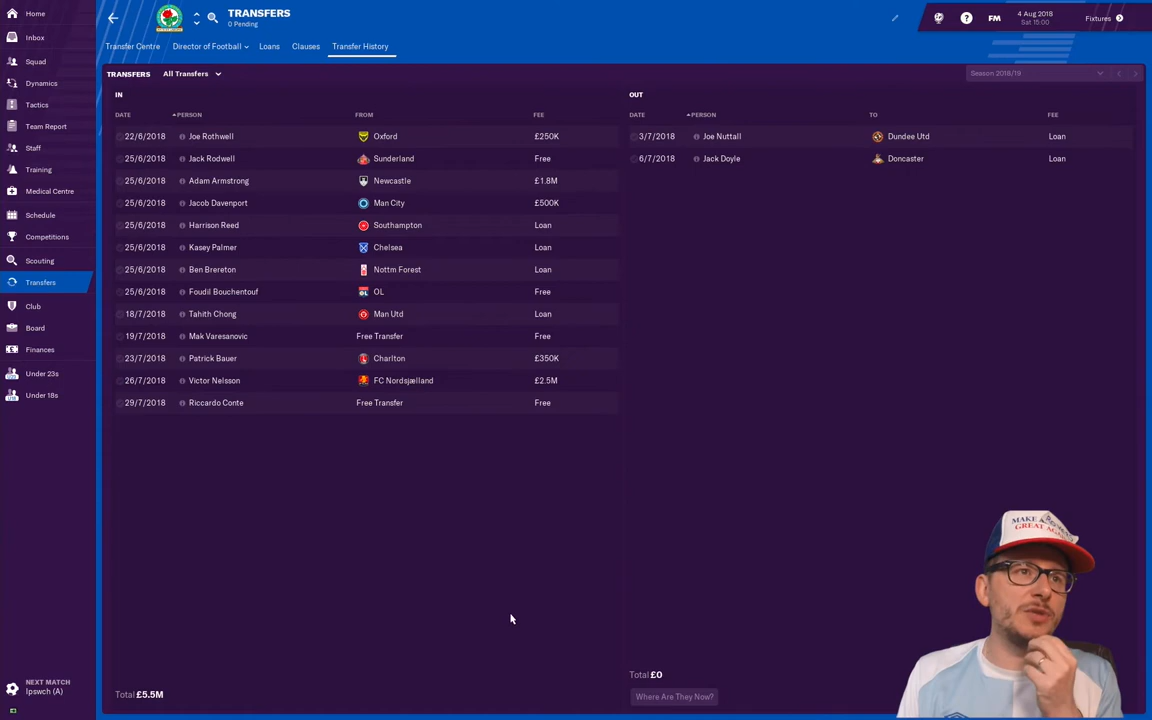 Home
TRANSFERS
0 Pending
4 Aug 2018
Sat 15:00
FM
Fixtures
Inbox
Transfer Centre
Director of Football
Loans
Clauses
Transfer History
Squad
Dynamics
Tactics
Team Report
Staff
Training
Medical Centre
Schedule
Competitions
Scouting
Transfers
Club
Board
Finances
Under 23s
Under 18s
NEXT MATCH
Ipswch (A)
TRANSFERS All Transfers
Season 2018/19
IN
DATE PERSON FROM FEE
22/6/2018 Joe Rothwell Oxford £250K
25/6/2018 Jack Rodwell Sunderland Free
25/6/2018 Adam Armstrong Newcastle £1.8M
25/6/2018 Jacob Davenport Man City £500K
25/6/2018 Harrison Reed Southampton Loan
25/6/2018 Kasey Palmer Chelsea Loan
25/6/2018 Ben Brereton Nottm Forest Loan
25/6/2018 Foudil Bouchentouf OL Free
18/7/2018 Tahith Chong Man Utd Loan
19/7/2018 Mak Varesanovic Free Transfer Free
23/7/2018 Patrick Bauer Charlton £350K
26/7/2018 Victor Nelsson FC Nordsjælland £2.5M
29/7/2018 Riccardo Conte Free Transfer Free
Total £5.5M
OUT
DATE PERSON TO FEE
3/7/2018 Joe Nuttall Dundee Utd Loan
6/7/2018 Jack Doyle Doncaster Loan
Total £0
Where Are They Now?
MAKE
GREAT AGAIN